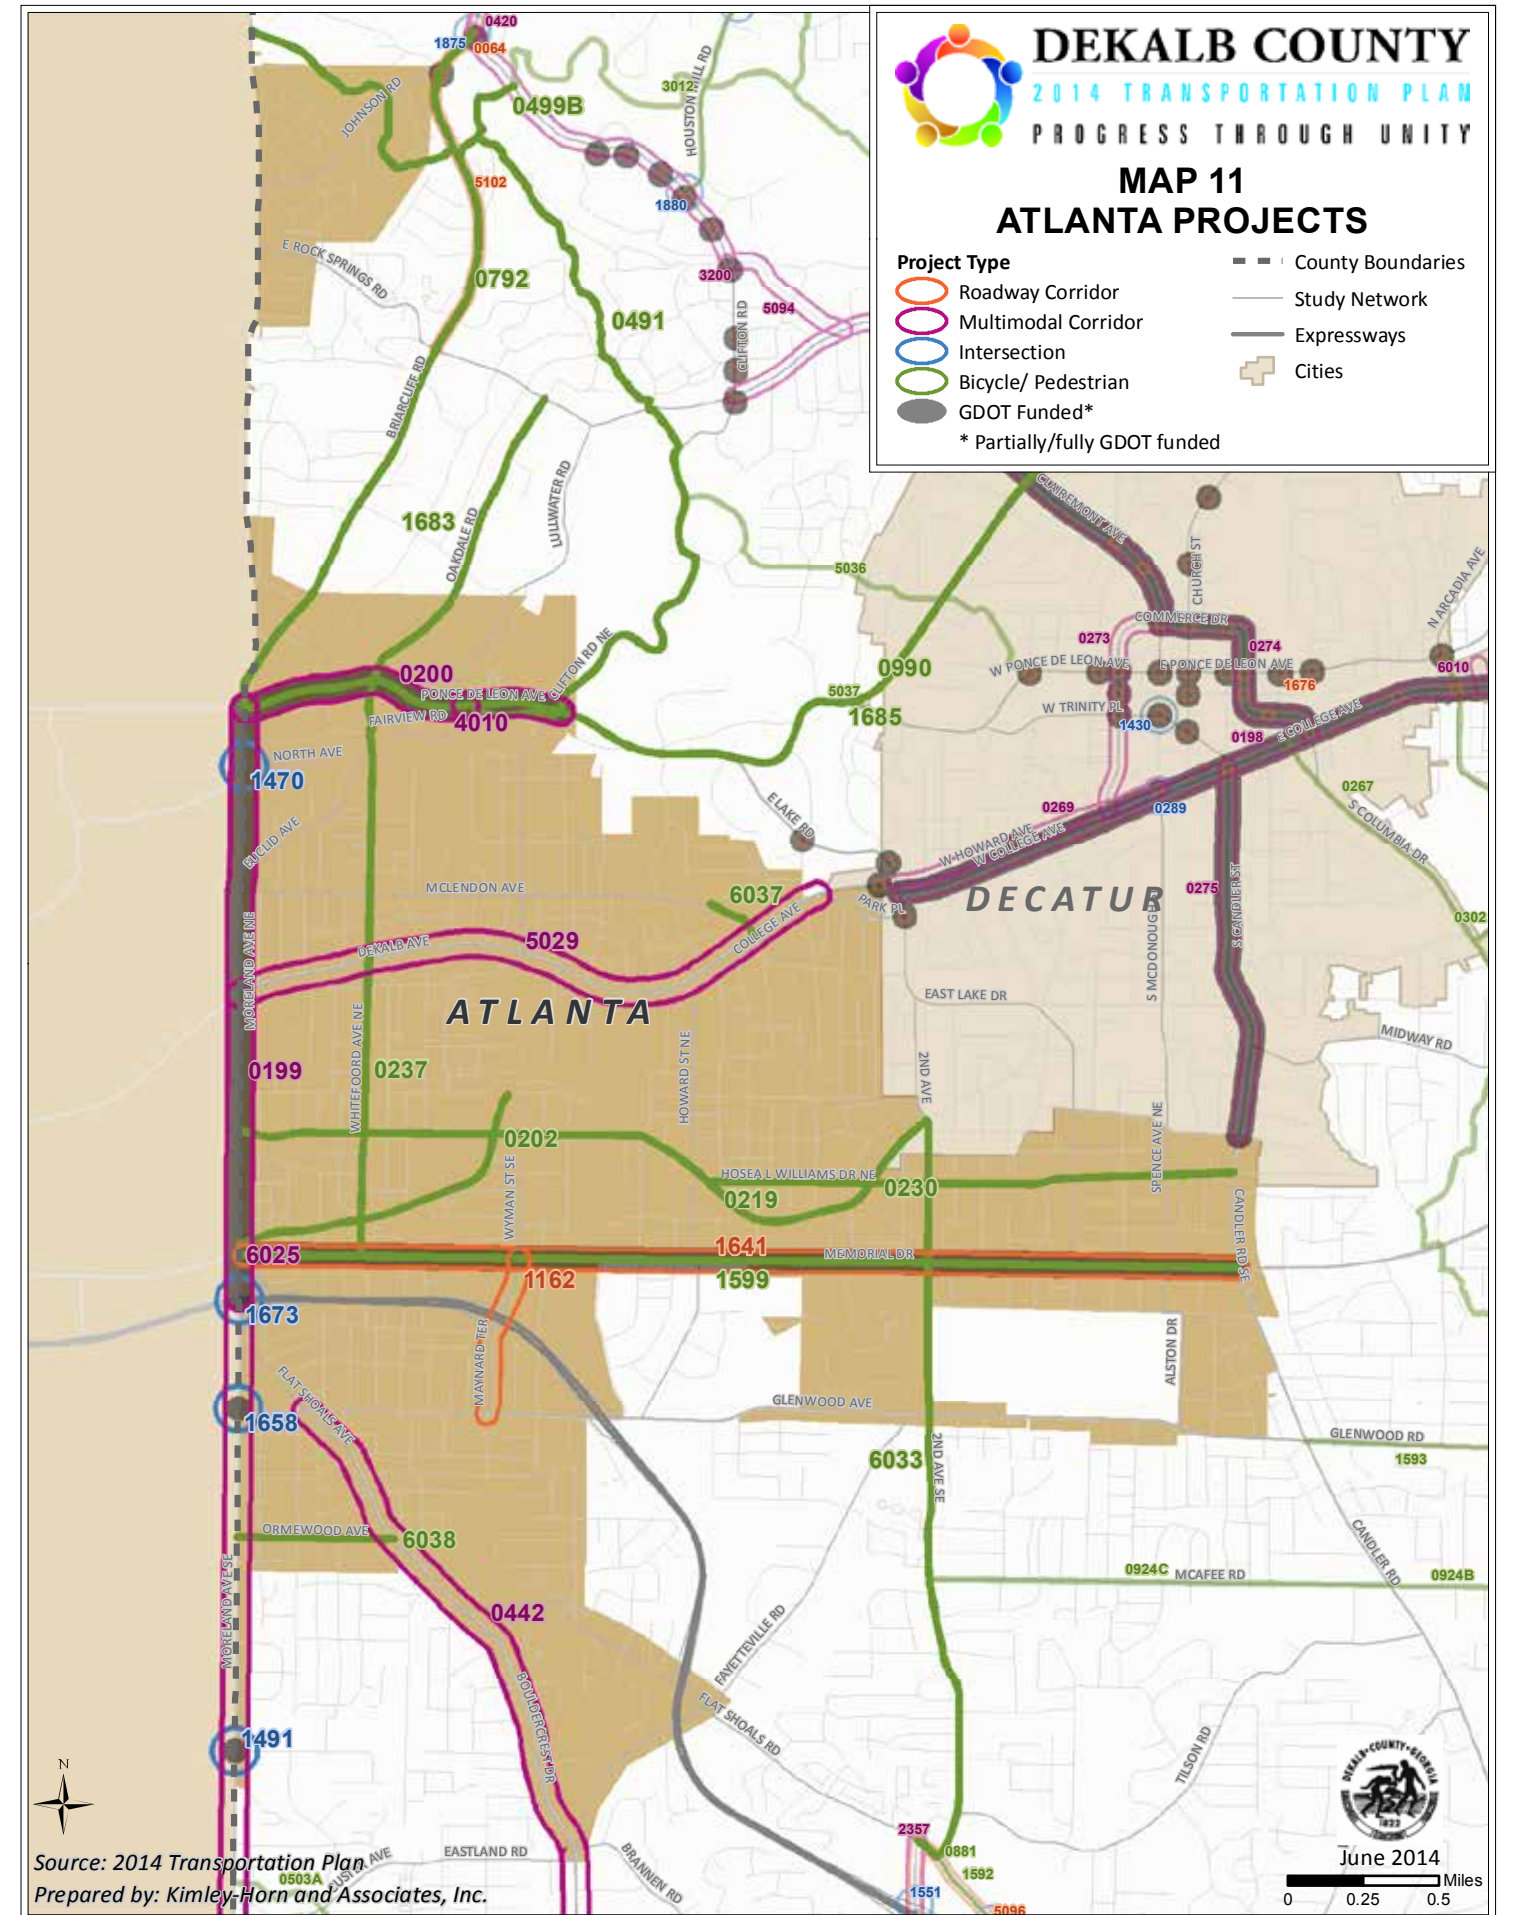 DEKALB COUNTY
2014 TRANSPORTATION PLAN
PROGRESS THROUGH UNITY
MAP 11
ATLANTA PROJECTS
Project Type
Roadway Corridor
Multimodal Corridor
Intersection
Bicycle/ Pedestrian
GDOT Funded*
* Partially/fully GDOT funded
County Boundaries
Study Network
Expressways
Cities
0420
1875
0064
JOHNSON RD
0499B
3012
HOUSTON MILL RD
5102
1880
E ROCK SPRINGS RD
0792
3200
5094
0491
CLIFTON RD
BRIARCLIFF RD
1683
OAKDALE RD
LULLWATER RD
CLAIREMONT AVE
CHURCH ST
5036
N ARCADIA AVE
COMMERCE DR
0273
0274
CLIFTON RD NE
0990
W PONCE DE LEON AVE
E PONCE DE LEON AVE
6010
0200
PONCE DE LEON AVE
5037
1676
FAIRVIEW RD
4010
1685
W TRINITY PL
1430
0198
E COLLEGE AVE
NORTH AVE
1470
0267
E LAKE RD
0269
0289
S COLUMBIA DR
EUCLID AVE
W HOWARD AVE
W COLLEGE AVE
MCLENDON AVE
6037
PARK PL
DECATUR
0275
S CANDLER ST
0302
MORELAND AVE NE
DEKALB AVE
5029
COLLEGE AVE
S MCDONOUGH
EAST LAKE DR
ATLANTA
MIDWAY RD
WHITEFOORD AVE NE
0199
0237
HOWARD ST NE
2ND AVE
SPENCE AVE NE
0202
WYMAN ST SE
HOSEA L WILLIAMS DR NE
0219
0230
CANDLER RD SE
6025
1641
MEMORIAL DR
1162
1599
1673
MAYNARD TER
ALSTON DR
FLAT SHOALS AVE
1658
GLENWOOD AVE
GLENWOOD RD
1593
6033
2ND AVE SE
ORMEWOOD AVE
6038
CANDLER RD
0924C
MCAFEE RD
0924B
MORELAND AVE SE
0442
FAYETTEVILLE RD
BOULDERCREST DR
FLAT SHOALS RD
1491
TILSON RD
DEKALB COUNTY GEORGIA
1822
N
2357
0881
1592
EASTLAND RD
BRANNEN RD
1551
5096
0503A
Source: 2014 Transportation Plan
Prepared by: Kimley-Horn and Associates, Inc.
June 2014
Miles
0 0.25 0.5